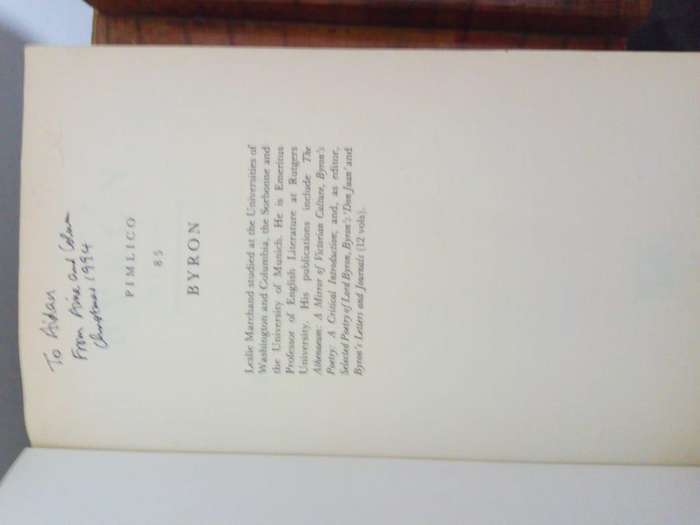 To Aidan
From Áine and Colum
Christmas 1994
PIMLICO
85
BYRON
Leslie Marchand studied at the Universities of
Washington and Columbia, the Sorbonne and
the University of Munich. He is Emeritus
Professor of English Literature at Rutgers
University. His publications include The
Athenaeum: A Mirror of Victorian Culture, Byron's
Poetry: A Critical Introduction, and, as editor,
Selected Poetry of Lord Byron, Byron's 'Don Juan' and
Byron's Letters and Journals (12 vols).